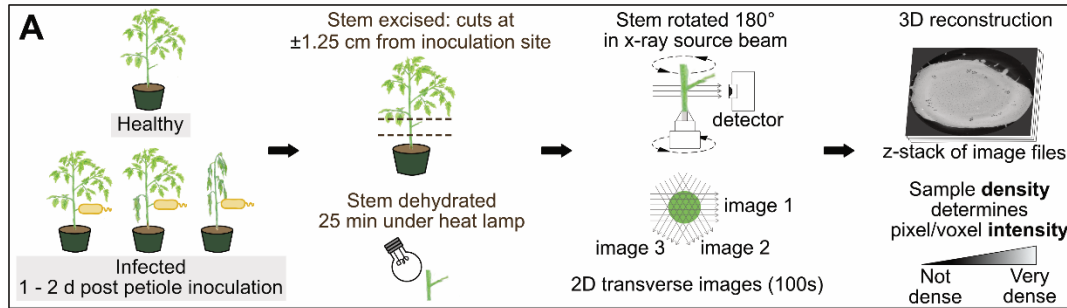 A
Healthy
Infected
1 - 2 d post petiole inoculation
Stem excised: cuts at
±1.25 cm from inoculation site
Stem dehydrated
25 min under heat lamp
Stem rotated 180°
in x-ray source beam
detector
image 1
image 3
image 2
2D transverse images (100s)
3D reconstruction
z-stack of image files
Sample density
determines
pixel/voxel intensity
Not
dense
Very
dense